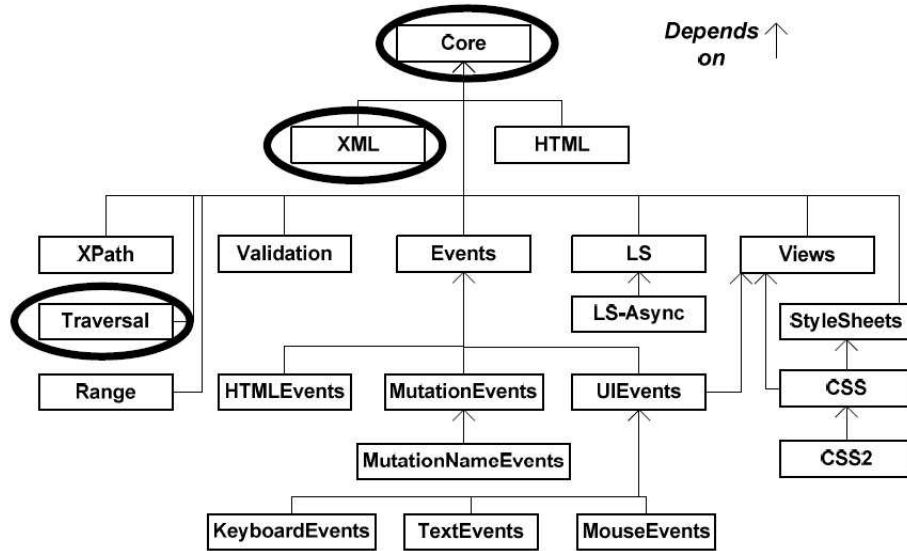 Core
Depends
on
XML
HTML
XPath
Validation
Events
LS
Views
Traversal
LS-Async
StyleSheets
Range
HTMLEvents
MutationEvents
UIEvents
CSS
MutationNameEvents
CSS2
KeyboardEvents
TextEvents
MouseEvents